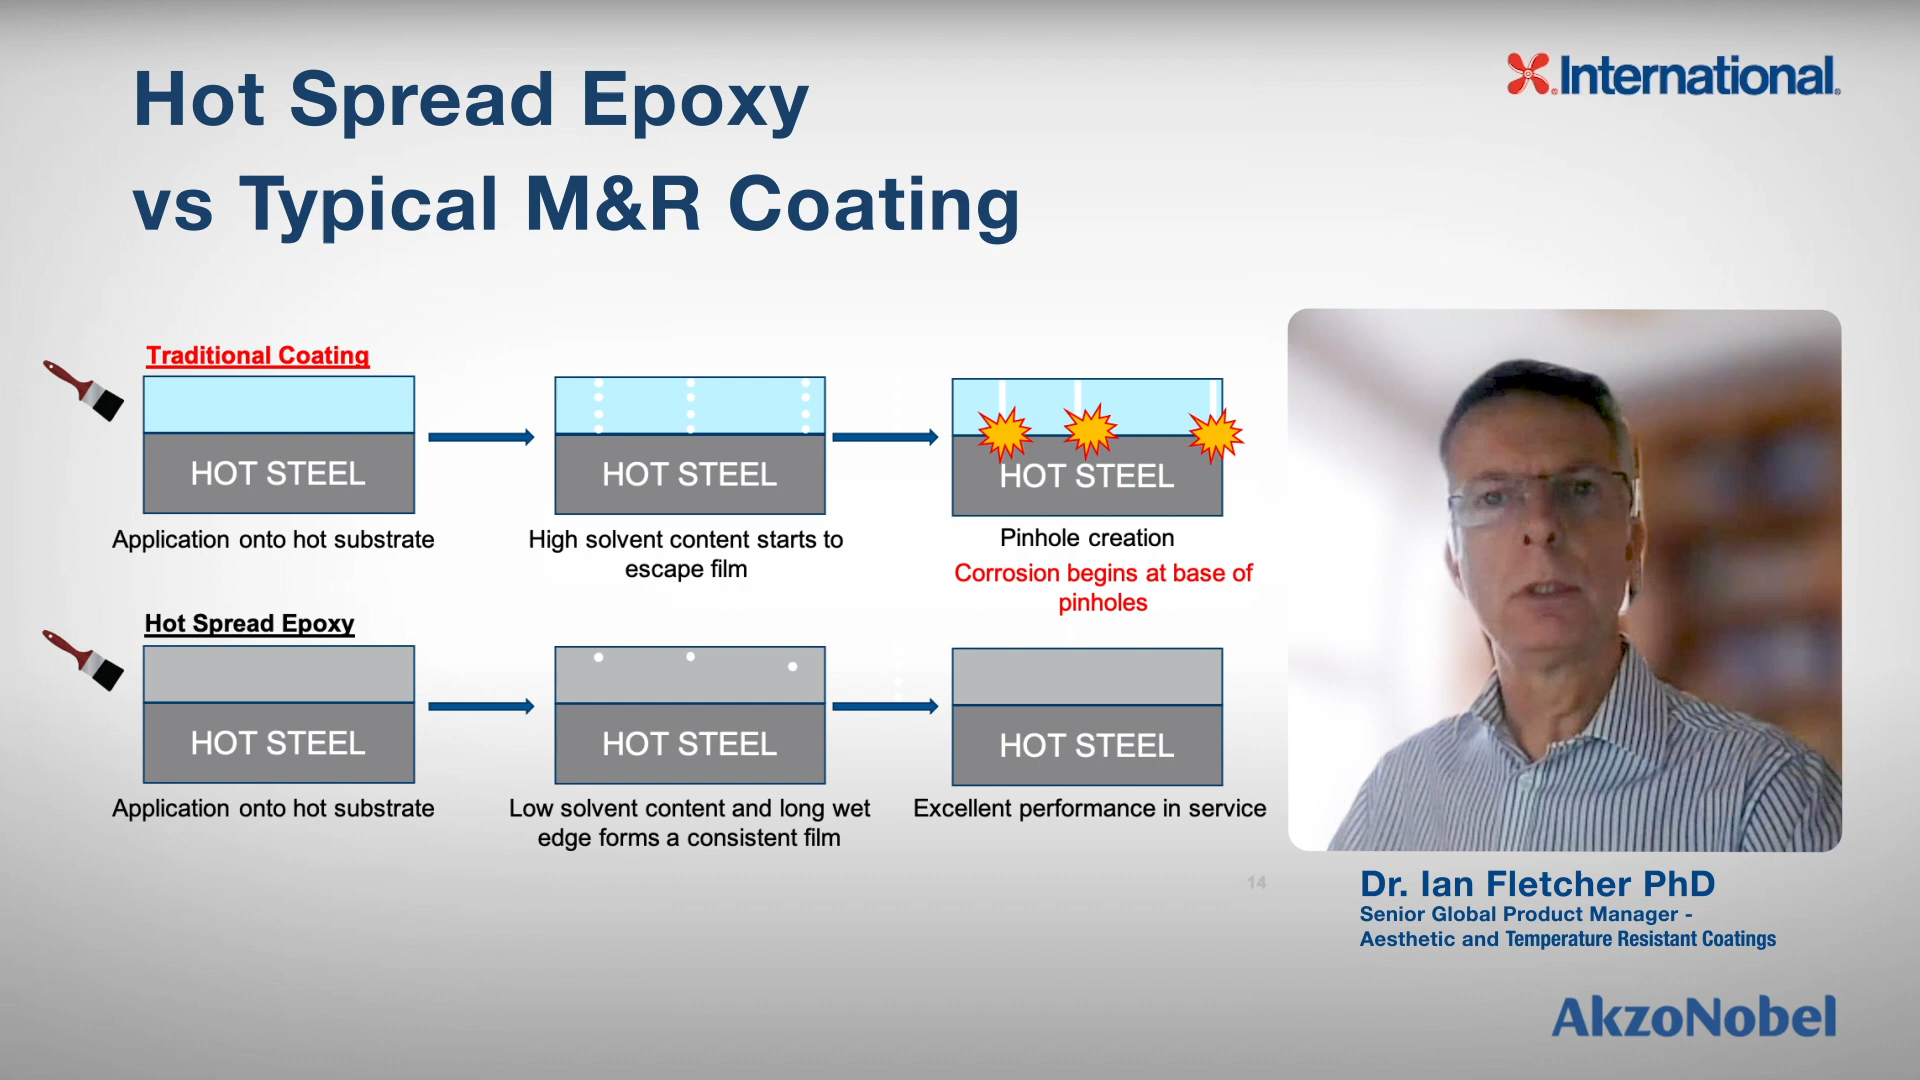 Hot Spread Epoxy
vs Typical M&R Coating
International.
Traditional Coating
HOT STEEL
HOT STEEL
HOT STEEL
Application onto hot substrate
High solvent content starts to
escape film
Pinhole creation
Corrosion begins at base of
pinholes
Hot Spread Epoxy
HOT STEEL
HOT STEEL
HOT STEEL
Application onto hot substrate
Low solvent content and long wet
edge forms a consistent film
Excellent performance in service
14
Dr. Ian Fletcher PhD
Senior Global Product Manager -
Aesthetic and Temperature Resistant Coatings
AkzoNobel